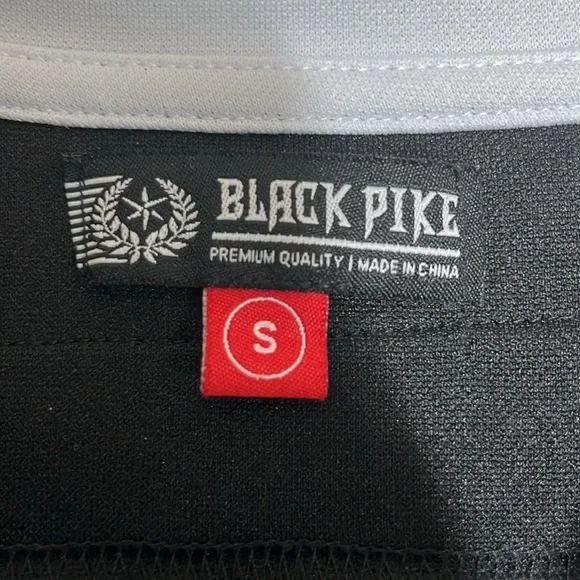 BLACK PIKE
PREMIUM QUALITY | MADE IN CHINA
S